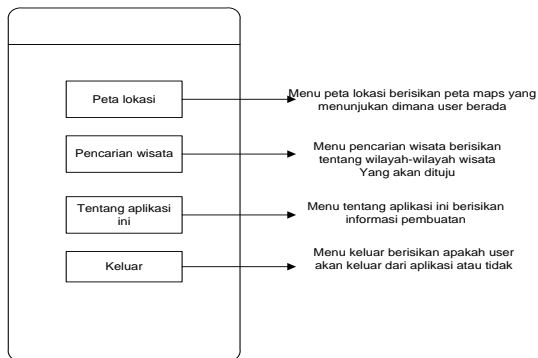 Peta lokasi
Menu peta lokasi berisikan peta maps yang
menunjukan dimana user berada
Pencarian wisata
Menu pencarian wisata berisikan
tentang wilayah-wilayah wisata
Yang akan dituju
Tentang aplikasi
ini
Menu tentang aplikasi ini berisikan
informasi pembuatan
Keluar
Menu keluar berisikan apakah user
akan keluar dari aplikasi atau tidak